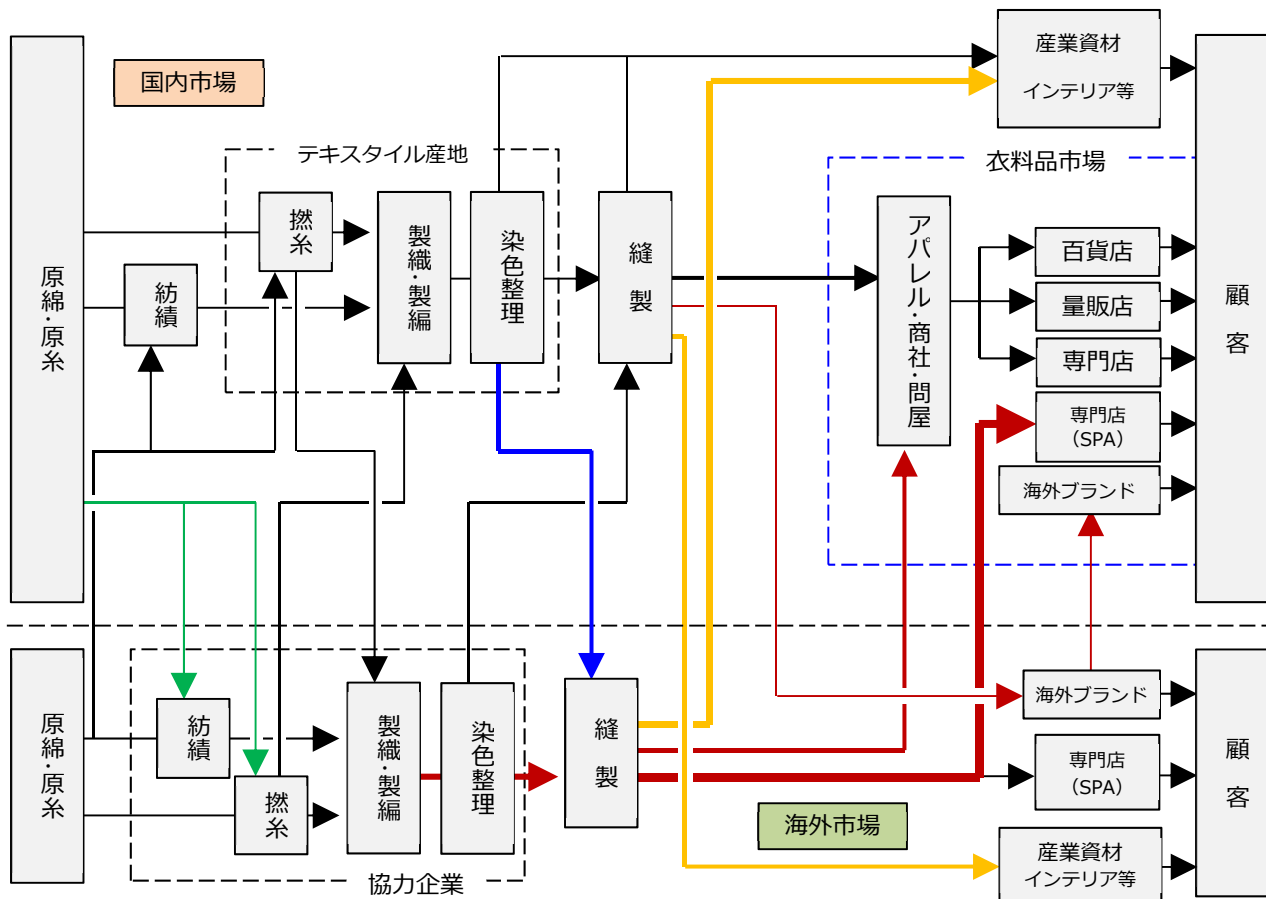 国内市場
産業資材
インテリア等
テキスタイル産地
衣料品市場
原綿・原糸
紡績
撚糸
製織・製編
染色整理
縫製
アパレル・商社・問屋
百貨店
量販店
専門店
専門店
（SPA）
海外ブランド
顧客
原綿・原糸
紡績
撚糸
製織・製編
染色整理
縫製
海外ブランド
専門店
（SPA）
産業資材
インテリア等
顧客
海外市場
協力企業